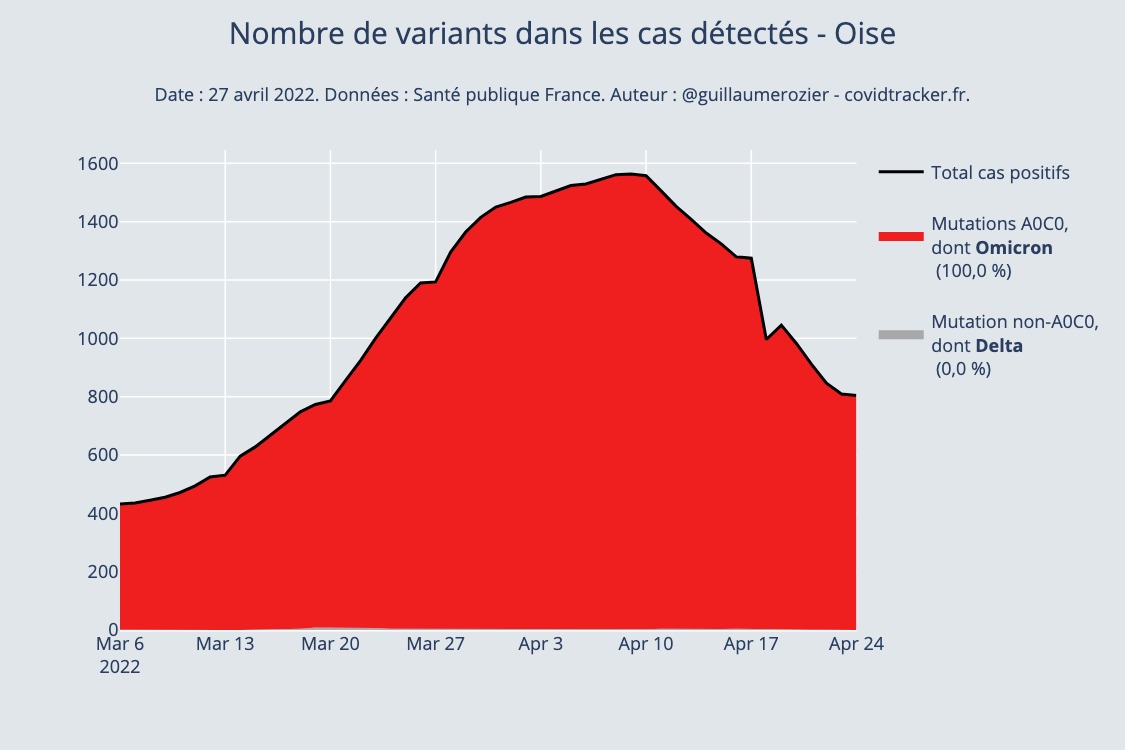 Nombre de variants dans les cas détectés - Oise
Date : 27 avril 2022. Données : Santé publique France. Auteur : @guillaumerozier - covidtracker.fr.
1600
1400
1200
1000
800
600
400
200
0
Mar 6
2022
Mar 13
Mar 20
Mar 27
Apr 3
Apr 10
Apr 17
Apr 24
Total cas positifs
Mutations A0C0,
dont Omicron
(100,0 %)
Mutation non-A0C0,
dont Delta
(0,0 %)